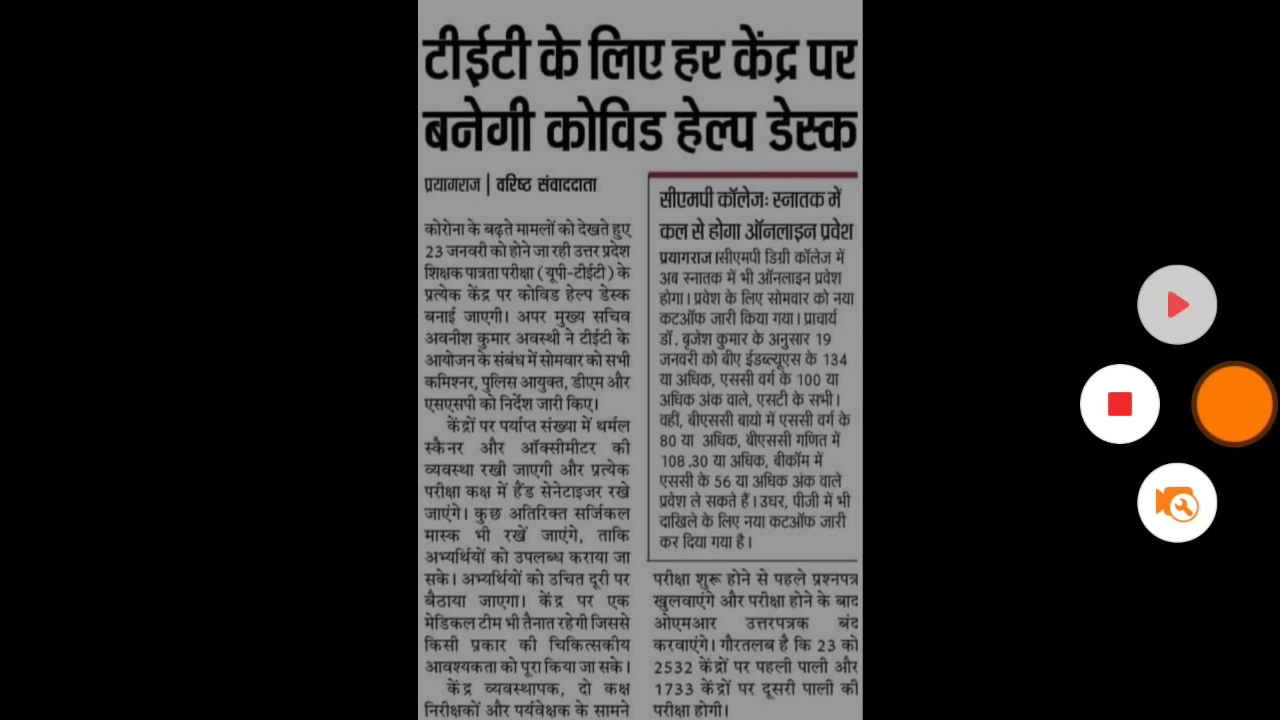 टीईटी के लिए हर केंद्र पर
बनेगी कोविड हेल्प डेस्क
प्रयागराज | वरिष्ठ संवाददाता
कोरोना के बढ़ते मामलों को देखते हुए
23 जनवरी को होने जा रही उत्तर प्रदेश
शिक्षक पात्रता परीक्षा (यूपी-टीईटी) के
प्रत्येक केंद्र पर कोविड हेल्प डेस्क
बनाई जाएगी। अपर मुख्य सचिव
अवनीश कुमार अवस्थी ने टीईटी के
आयोजन के संबंध में सोमवार को सभी
कमिश्नर, पुलिस आयुक्त, डीएम और
एसएसपी को निर्देश जारी किए।
केंद्रों पर पर्याप्त संख्या में थर्मल
स्कैनर और ऑक्सीमीटर की
व्यवस्था रखी जाएगी और प्रत्येक
परीक्षा कक्ष में हैंड सेनेटाइजर रखे
जाएंगे। कुछ अतिरिक्त सर्जिकल
मास्क भी रखें जाएंगे, ताकि
अभ्यर्थियों को उपलब्ध कराया जा
सके। अभ्यर्थियों को उचित दूरी पर
बैठाया जाएगा। केंद्र पर एक
मेडिकल टीम भी तैनात रहेगी जिससे
किसी प्रकार की चिकित्सकीय
आवश्यकता को पूरा किया जा सके।
केंद्र व्यवस्थापक, दो कक्ष
निरीक्षकों और पर्यवेक्षक के सामने
सीएमपी कॉलेजः स्नातक में
कल से होगा ऑनलाइन प्रवेश
प्रयागराज।सीएमपी डिग्री कॉलेज में
अब स्नातक में भी ऑनलाइन प्रवेश
होगा। प्रवेश के लिए सोमवार को नया
कटऑफ जारी किया गया। प्राचार्य
डॉ. बृजेश कुमार के अनुसार 19
जनवरी को बीए ईडब्ल्यूएस के 134
या अधिक, एससी वर्ग के 100 या
अधिक अंक वाले, एसटी के सभी।
वहीं, बीएससी बायो में एससी वर्ग के
80 या अधिक, बीएससी गणित में
108.30 या अधिक, बीकॉम में
एससी के 56 या अधिक अंक वाले
प्रवेश ले सकते हैं। उधर, पीजी में भी
दाखिले के लिए नया कटऑफ जारी
कर दिया गया है।
परीक्षा शुरू होने से पहले प्रश्नपत्र
खुलवाएंगे और परीक्षा होने के बाद
ओएमआर उत्तरपत्रक बंद
करवाएंगे। गौरतलब है कि 23 को
2532 केंद्रों पर पहली पाली और
1733 केंद्रों पर दूसरी पाली की
परीक्षा होगी।